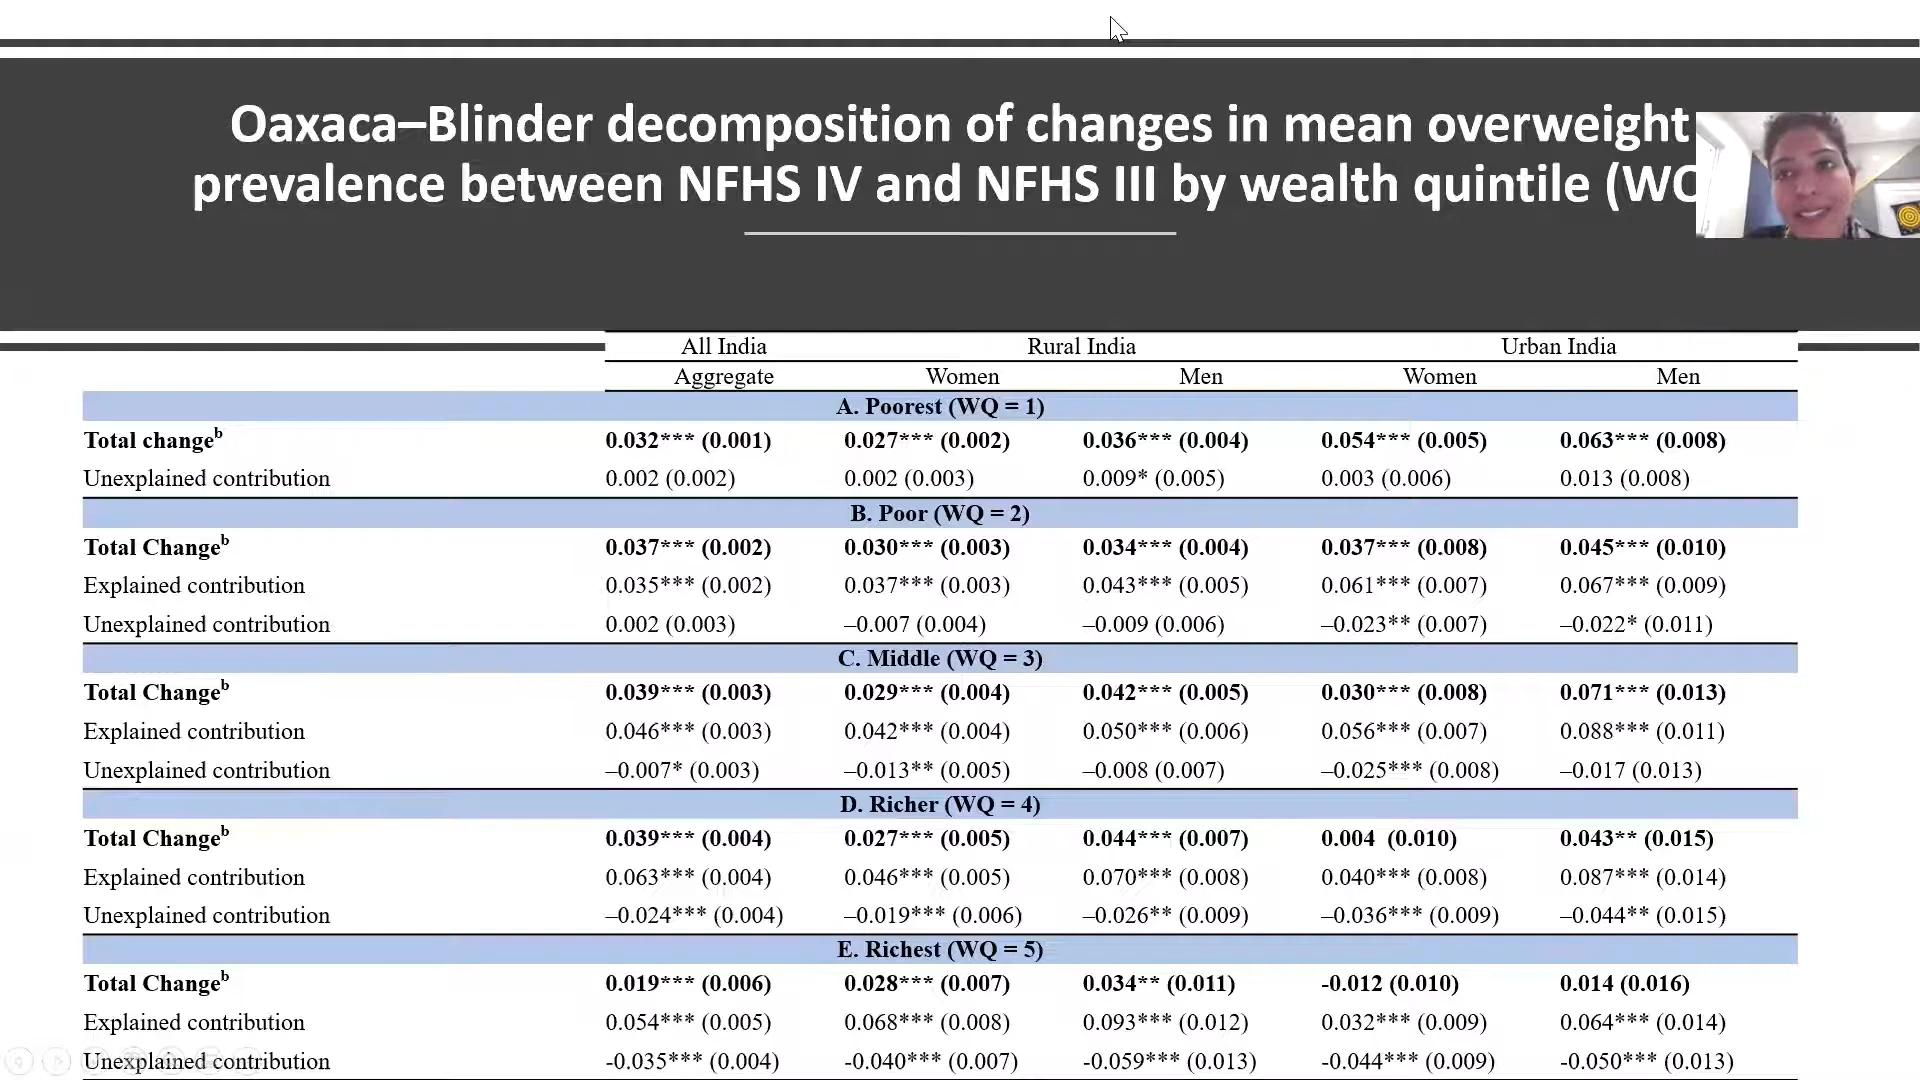 Oaxaca–Blinder decomposition of changes in mean overweight
prevalence between NFHS IV and NFHS III by wealth quintile
All India Rural India Urban India
Aggregate Women Men Women Men
A. Poorest (WQ = 1)
Total changeᵇ 0.032*** (0.001) 0.027*** (0.002) 0.036*** (0.004) 0.054*** (0.005) 0.063*** (0.008)
Unexplained contribution 0.002 (0.002) 0.002 (0.003) 0.009* (0.005) 0.003 (0.006) 0.013 (0.008)
B. Poor (WQ = 2)
Total Changeᵇ 0.037*** (0.002) 0.030*** (0.003) 0.034*** (0.004) 0.037*** (0.008) 0.045*** (0.010)
Explained contribution 0.035*** (0.002) 0.037*** (0.003) 0.043*** (0.005) 0.061*** (0.007) 0.067*** (0.009)
Unexplained contribution 0.002 (0.003) –0.007 (0.004) –0.009 (0.006) –0.023** (0.007) –0.022* (0.011)
C. Middle (WQ = 3)
Total Changeᵇ 0.039*** (0.003) 0.029*** (0.004) 0.042*** (0.005) 0.030*** (0.008) 0.071*** (0.013)
Explained contribution 0.046*** (0.003) 0.042*** (0.004) 0.050*** (0.006) 0.056*** (0.007) 0.088*** (0.011)
Unexplained contribution –0.007* (0.003) –0.013** (0.005) –0.008 (0.007) –0.025*** (0.008) –0.017 (0.013)
D. Richer (WQ = 4)
Total Changeᵇ 0.039*** (0.004) 0.027*** (0.005) 0.044*** (0.007) 0.004 (0.010) 0.043** (0.015)
Explained contribution 0.063*** (0.004) 0.046*** (0.005) 0.070*** (0.008) 0.040*** (0.008) 0.087*** (0.014)
Unexplained contribution –0.024*** (0.004) –0.019*** (0.006) –0.026** (0.009) –0.036*** (0.009) –0.044** (0.015)
E. Richest (WQ = 5)
Total Changeᵇ 0.019*** (0.006) 0.028*** (0.007) 0.034** (0.011) -0.012 (0.010) 0.014 (0.016)
Explained contribution 0.054*** (0.005) 0.068*** (0.008) 0.093*** (0.012) 0.032*** (0.009) 0.064*** (0.014)
Unexplained contribution -0.035*** (0.004) -0.040*** (0.007) -0.059*** (0.013) -0.044*** (0.009) -0.050*** (0.013)